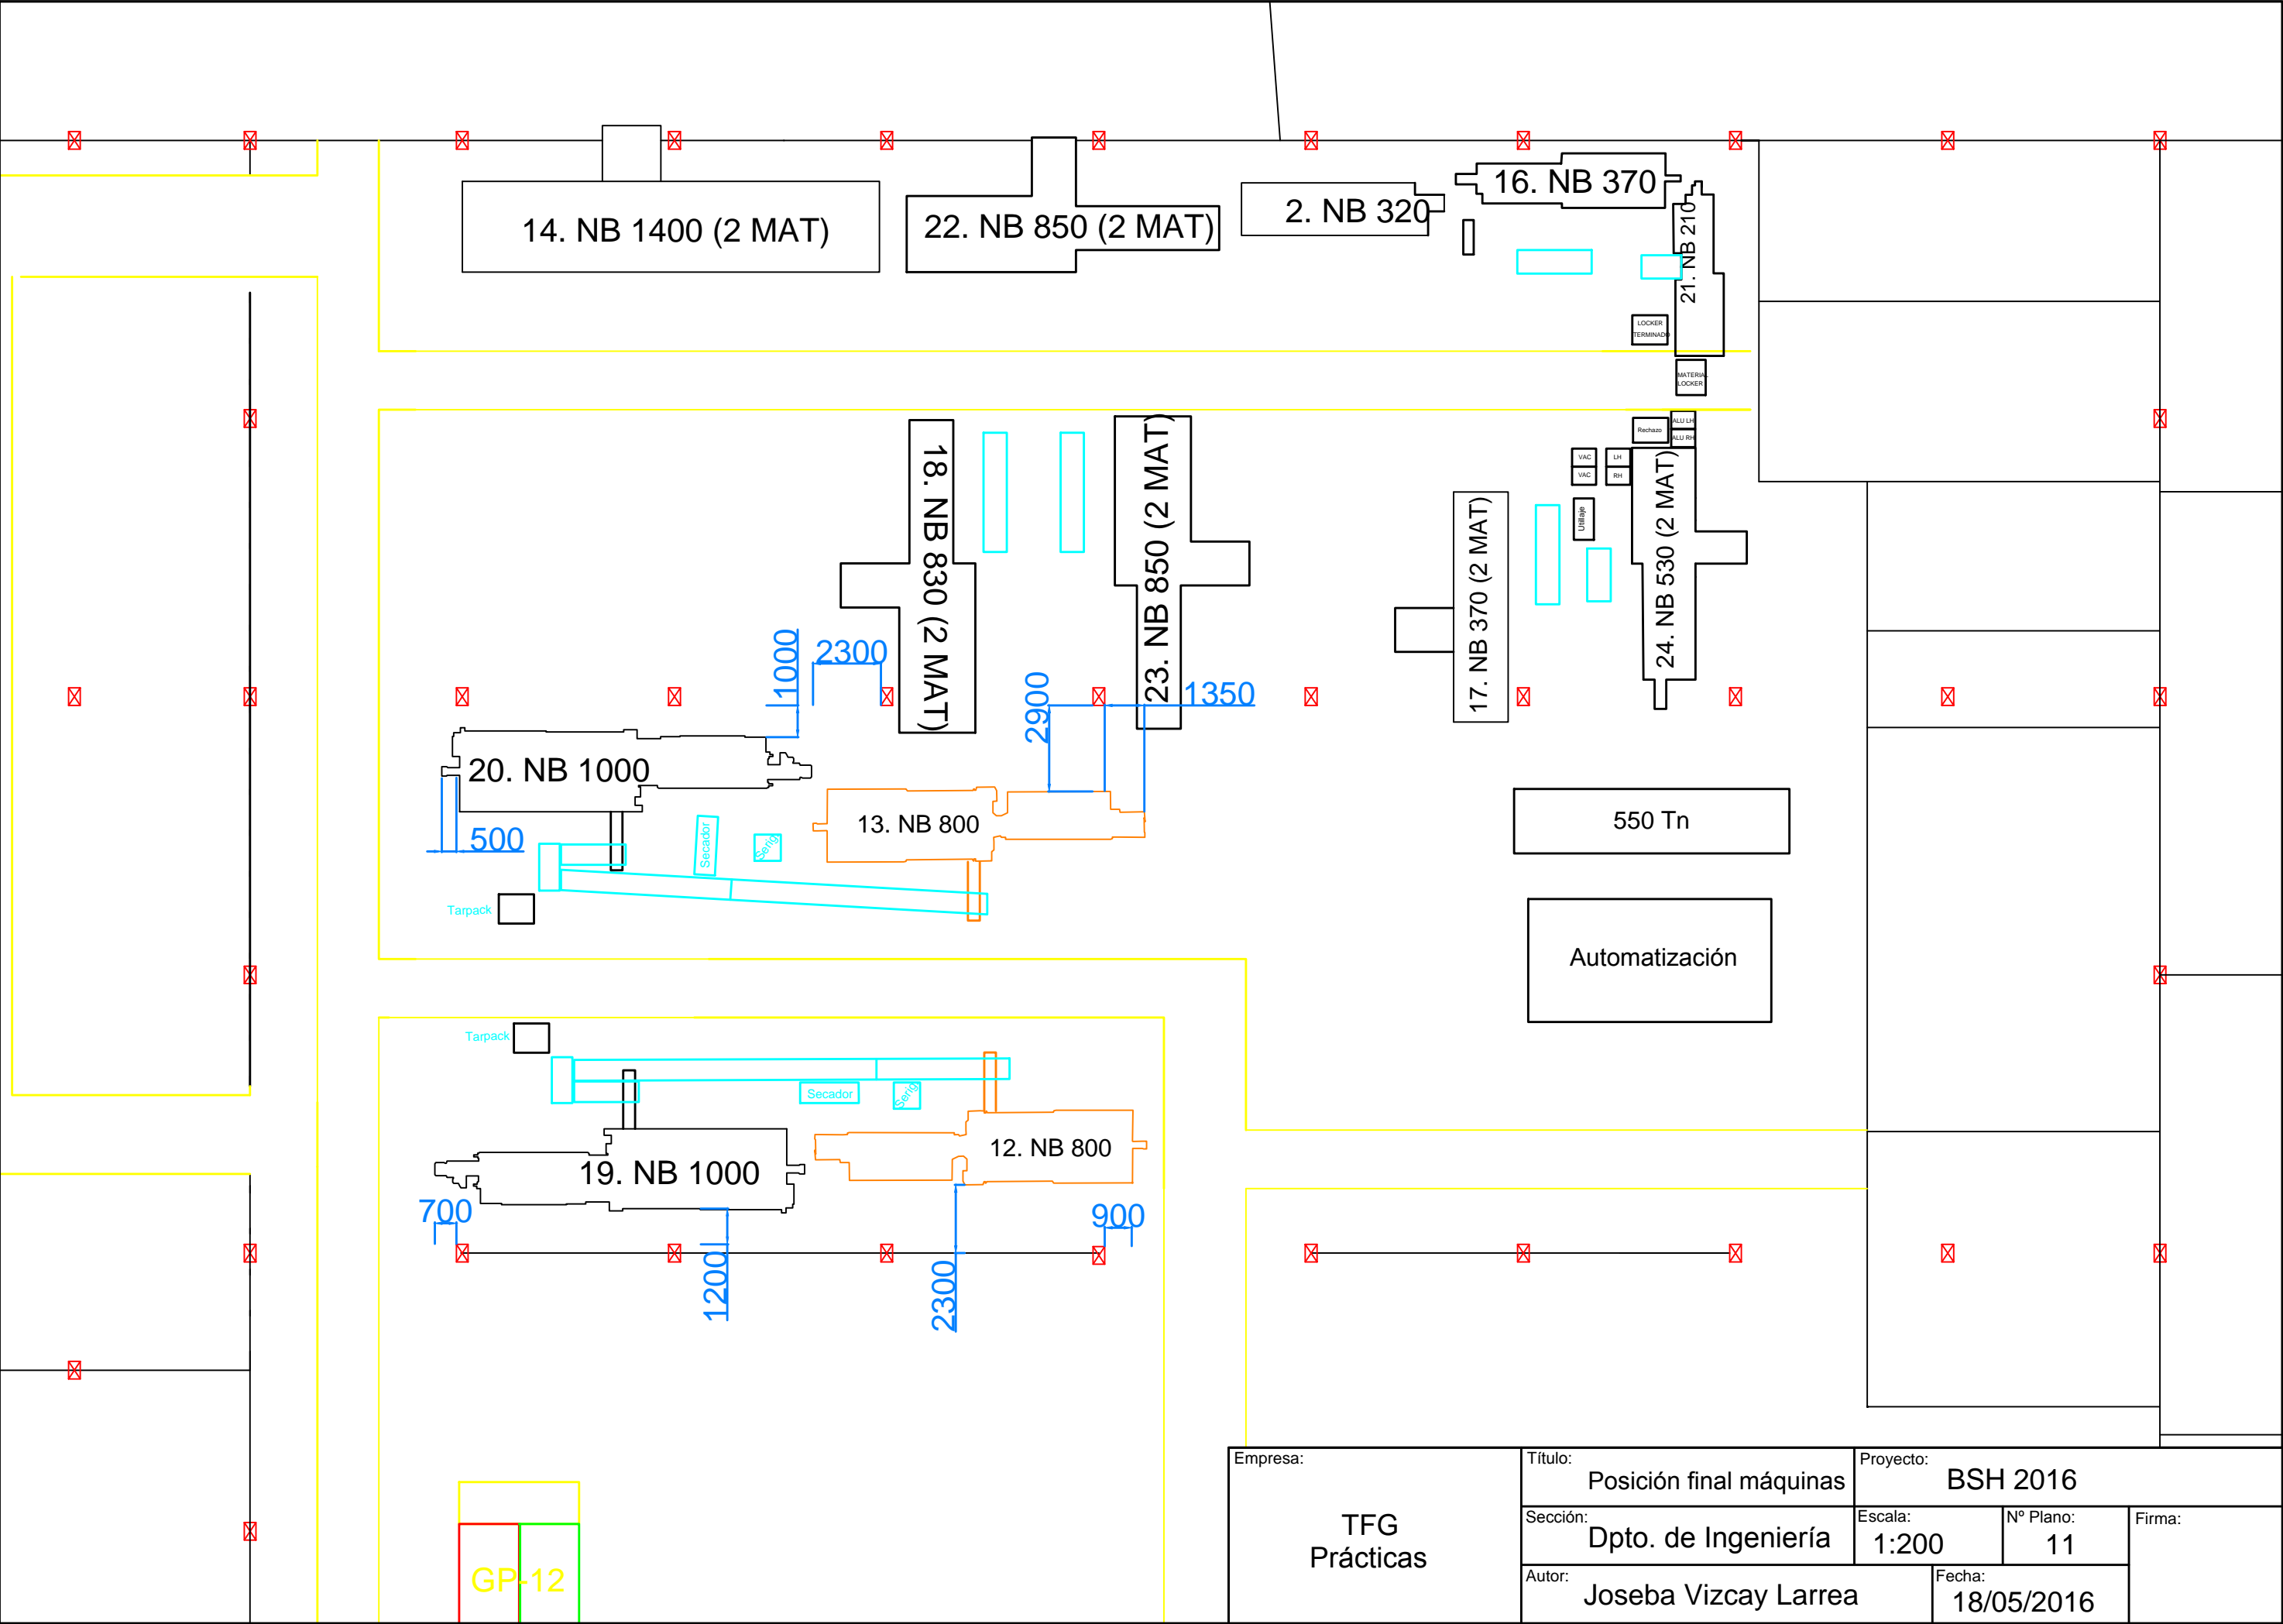 14. NB 1400 (2 MAT)
22. NB 850 (2 MAT)
2. NB 320
16. NB 370
21. NB 210
LOCKER
TERMINADO
MATERIAL
LOCKER
18. NB 830 (2 MAT)
23. NB 850 (2 MAT)
17. NB 370 (2 MAT)
24. NB 530 (2 MAT)
Rechazo
ALU LH
ALU RH
VAC
VAC
LH
RH
Utillaje
1000
2300
2900
1350
20. NB 1000
500
13. NB 800
Secador
Serig
Tarpack
550 Tn
Automatización
Tarpack
Secador
Serig
19. NB 1000
12. NB 800
700
1200
2300
900
GP-12
Empresa:
TFG
Prácticas
Título:
Posición final máquinas
Proyecto:
BSH 2016
Sección:
Dpto. de Ingeniería
Escala:
1:200
Nº Plano:
11
Firma:
Autor:
Joseba Vizcay Larrea
Fecha:
18/05/2016